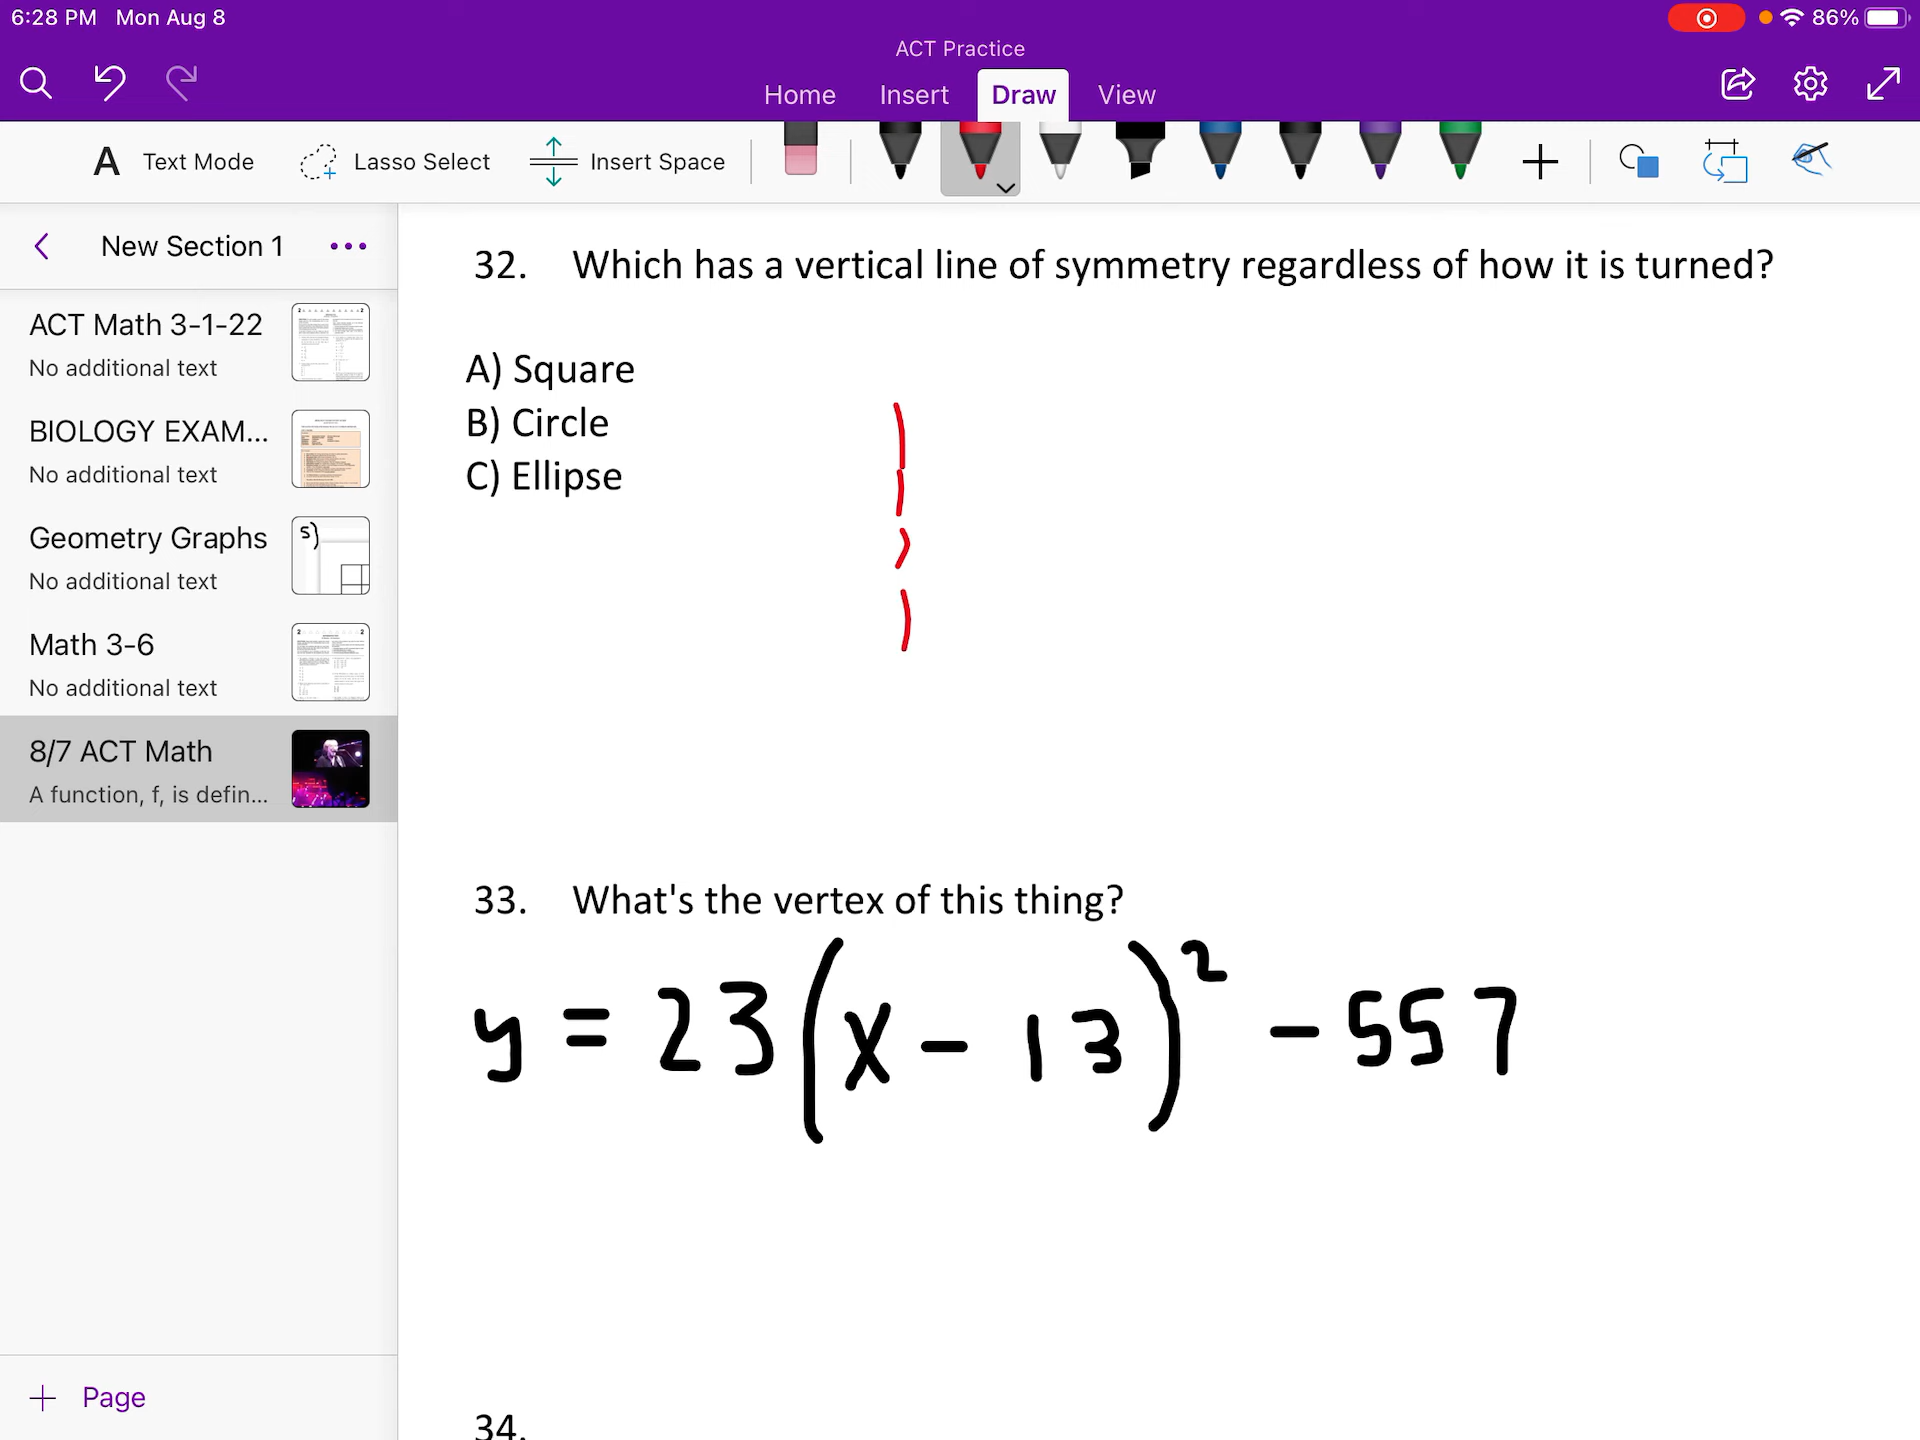 6:28 PM Mon Aug 8
86%
ACT Practice
Home Insert Draw View
A Text Mode Lasso Select Insert Space
New Section 1
ACT Math 3-1-22
No additional text
BIOLOGY EXAM...
No additional text
Geometry Graphs
No additional text
5)
Math 3-6
No additional text
8/7 ACT Math
A function, f, is defin...
+ Page
32. Which has a vertical line of symmetry regardless of how it is turned?
A) Square
B) Circle
C) Ellipse
33. What's the vertex of this thing?
y = 23(x - 13)² - 557
34.